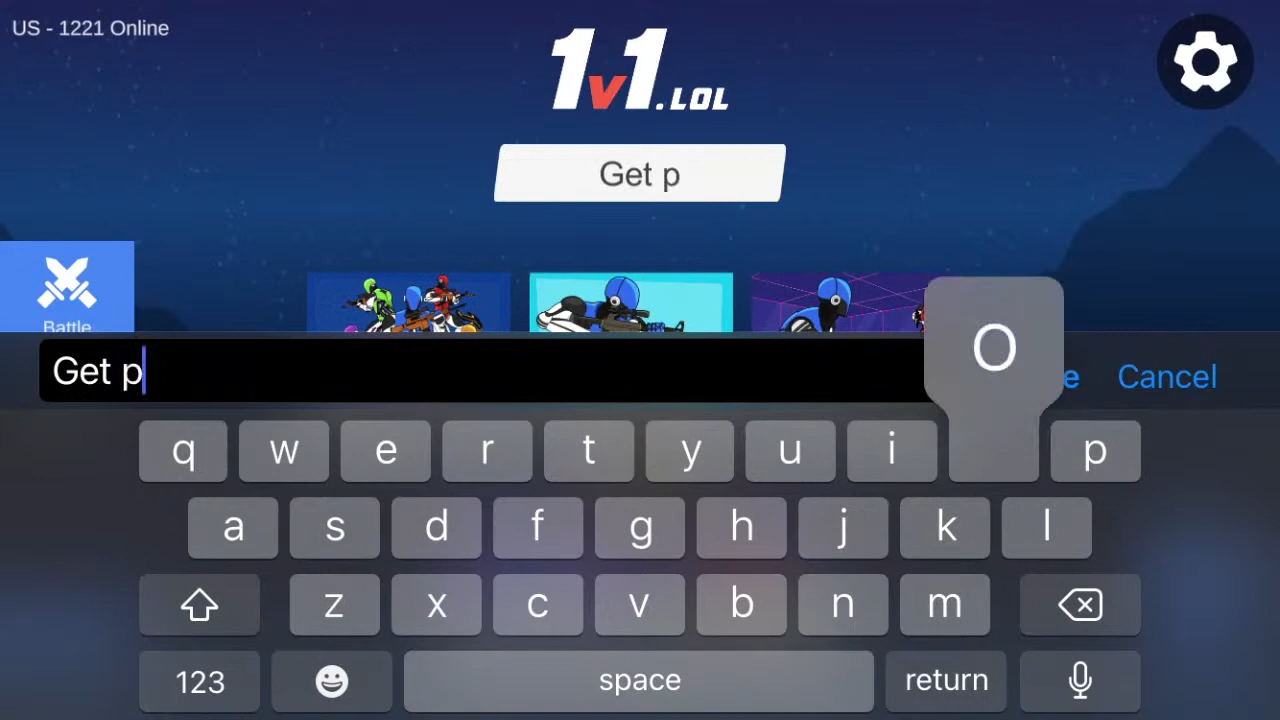 US - 1221 Online
1v1.LOL
Get p
Battle
Get p
O
e Cancel
q w e r t y u i p
a s d f g h j k l
z x c v b n m
123 space return